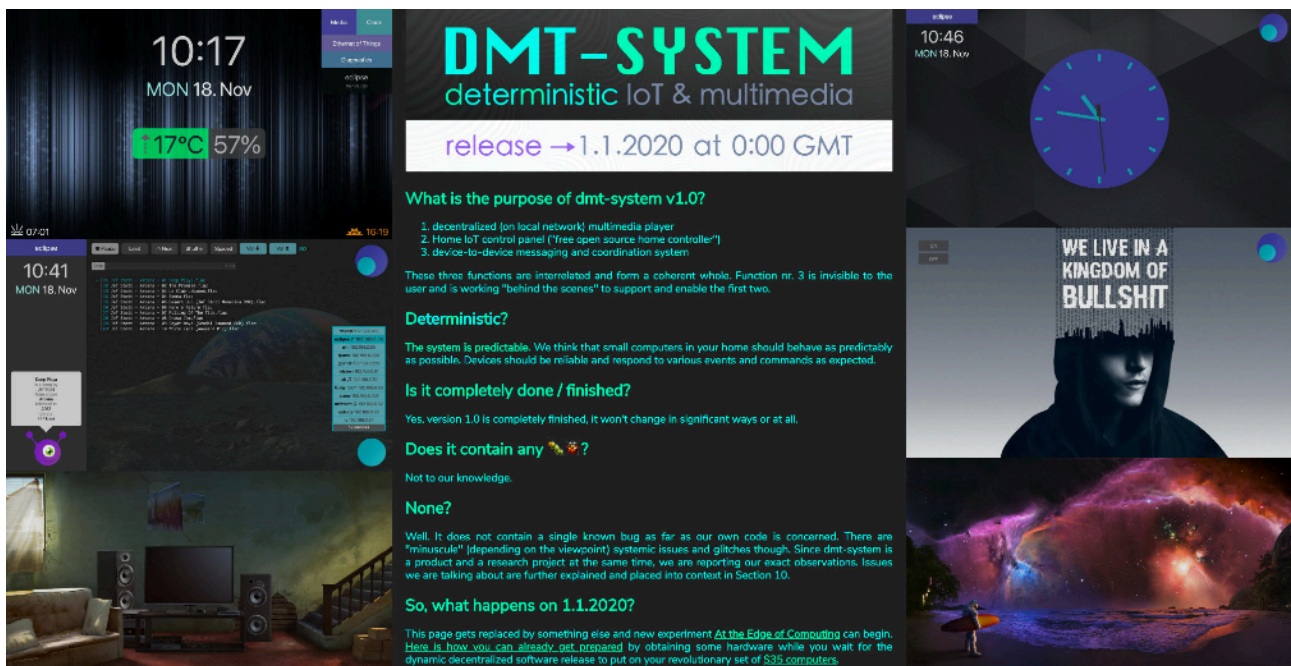 10:17
MON 18. Nov
17°C 57%
07:01
16:19
Media Clock
Ethernet of Things
Diagnostics
eclipse
eclipse
10:41
MON 18. Nov
DMT-SYSTEM
deterministic IoT & multimedia
release →1.1.2020 at 0:00 GMT
What is the purpose of dmt-system v1.0?
1. decentralized (on local network) multimedia player
2. Home IoT control panel ("free open source home controller")
3. device-to-device messaging and coordination system
These three functions are interrelated and form a coherent whole. Function nr. 3 is invisible to the
user and is working "behind the scenes" to support and enable the first two.
Deterministic?
The system is predictable. We think that small computers in your home should behave as predictably
as possible. Devices should be reliable and respond to various events and commands as expected.
Is it completely done / finished?
Yes, version 1.0 is completely finished, it won't change in significant ways or at all.
Does it contain any 🐛 🐞?
Not to our knowledge.
None?
Well. It does not contain a single known bug as far as our own code is concerned. There are
"minuscule" (depending on the viewpoint) systemic issues and glitches though. Since dmt-system is
a product and a research project at the same time, we are reporting our exact observations. Issues
we are talking about are further explained and placed into context in Section 10.
So, what happens on 1.1.2020?
This page gets replaced by something else and new experiment At the Edge of Computing can begin.
Here is how you can already get prepared by obtaining some hardware while you wait for the
dynamic decentralized software release to put on your revolutionary set of $35 computers.
eclipse
10:46
MON 18. Nov
WE LIVE IN A
KINGDOM OF
BULLSHIT